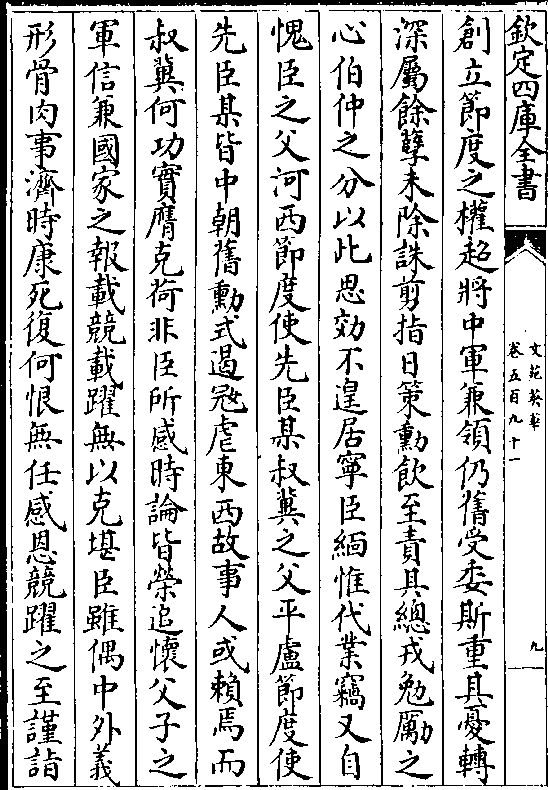 欽定四庫全書
文苑英華
卷五百九十一
九
創立節度之權超將中軍兼領仍舊受委斯重其憂轉
深屬餘孽未除誅剪指日策勳飲至責其總戎勉勵之
心伯仲之分以此思効不遑居寧臣緬惟代業竊又自
愧臣之父河西節度使先臣某叔冀之父平盧節度使
先臣某皆中朝舊勳式遏冦虐東西故事人或賴焉而
叔冀何功實膺克荷非臣所感時論皆榮追懷父子之
軍信兼國家之報載競載躍無以克堪臣雖偶中外義
形骨肉事濟時康死復何恨無任感恩競躍之至謹詣